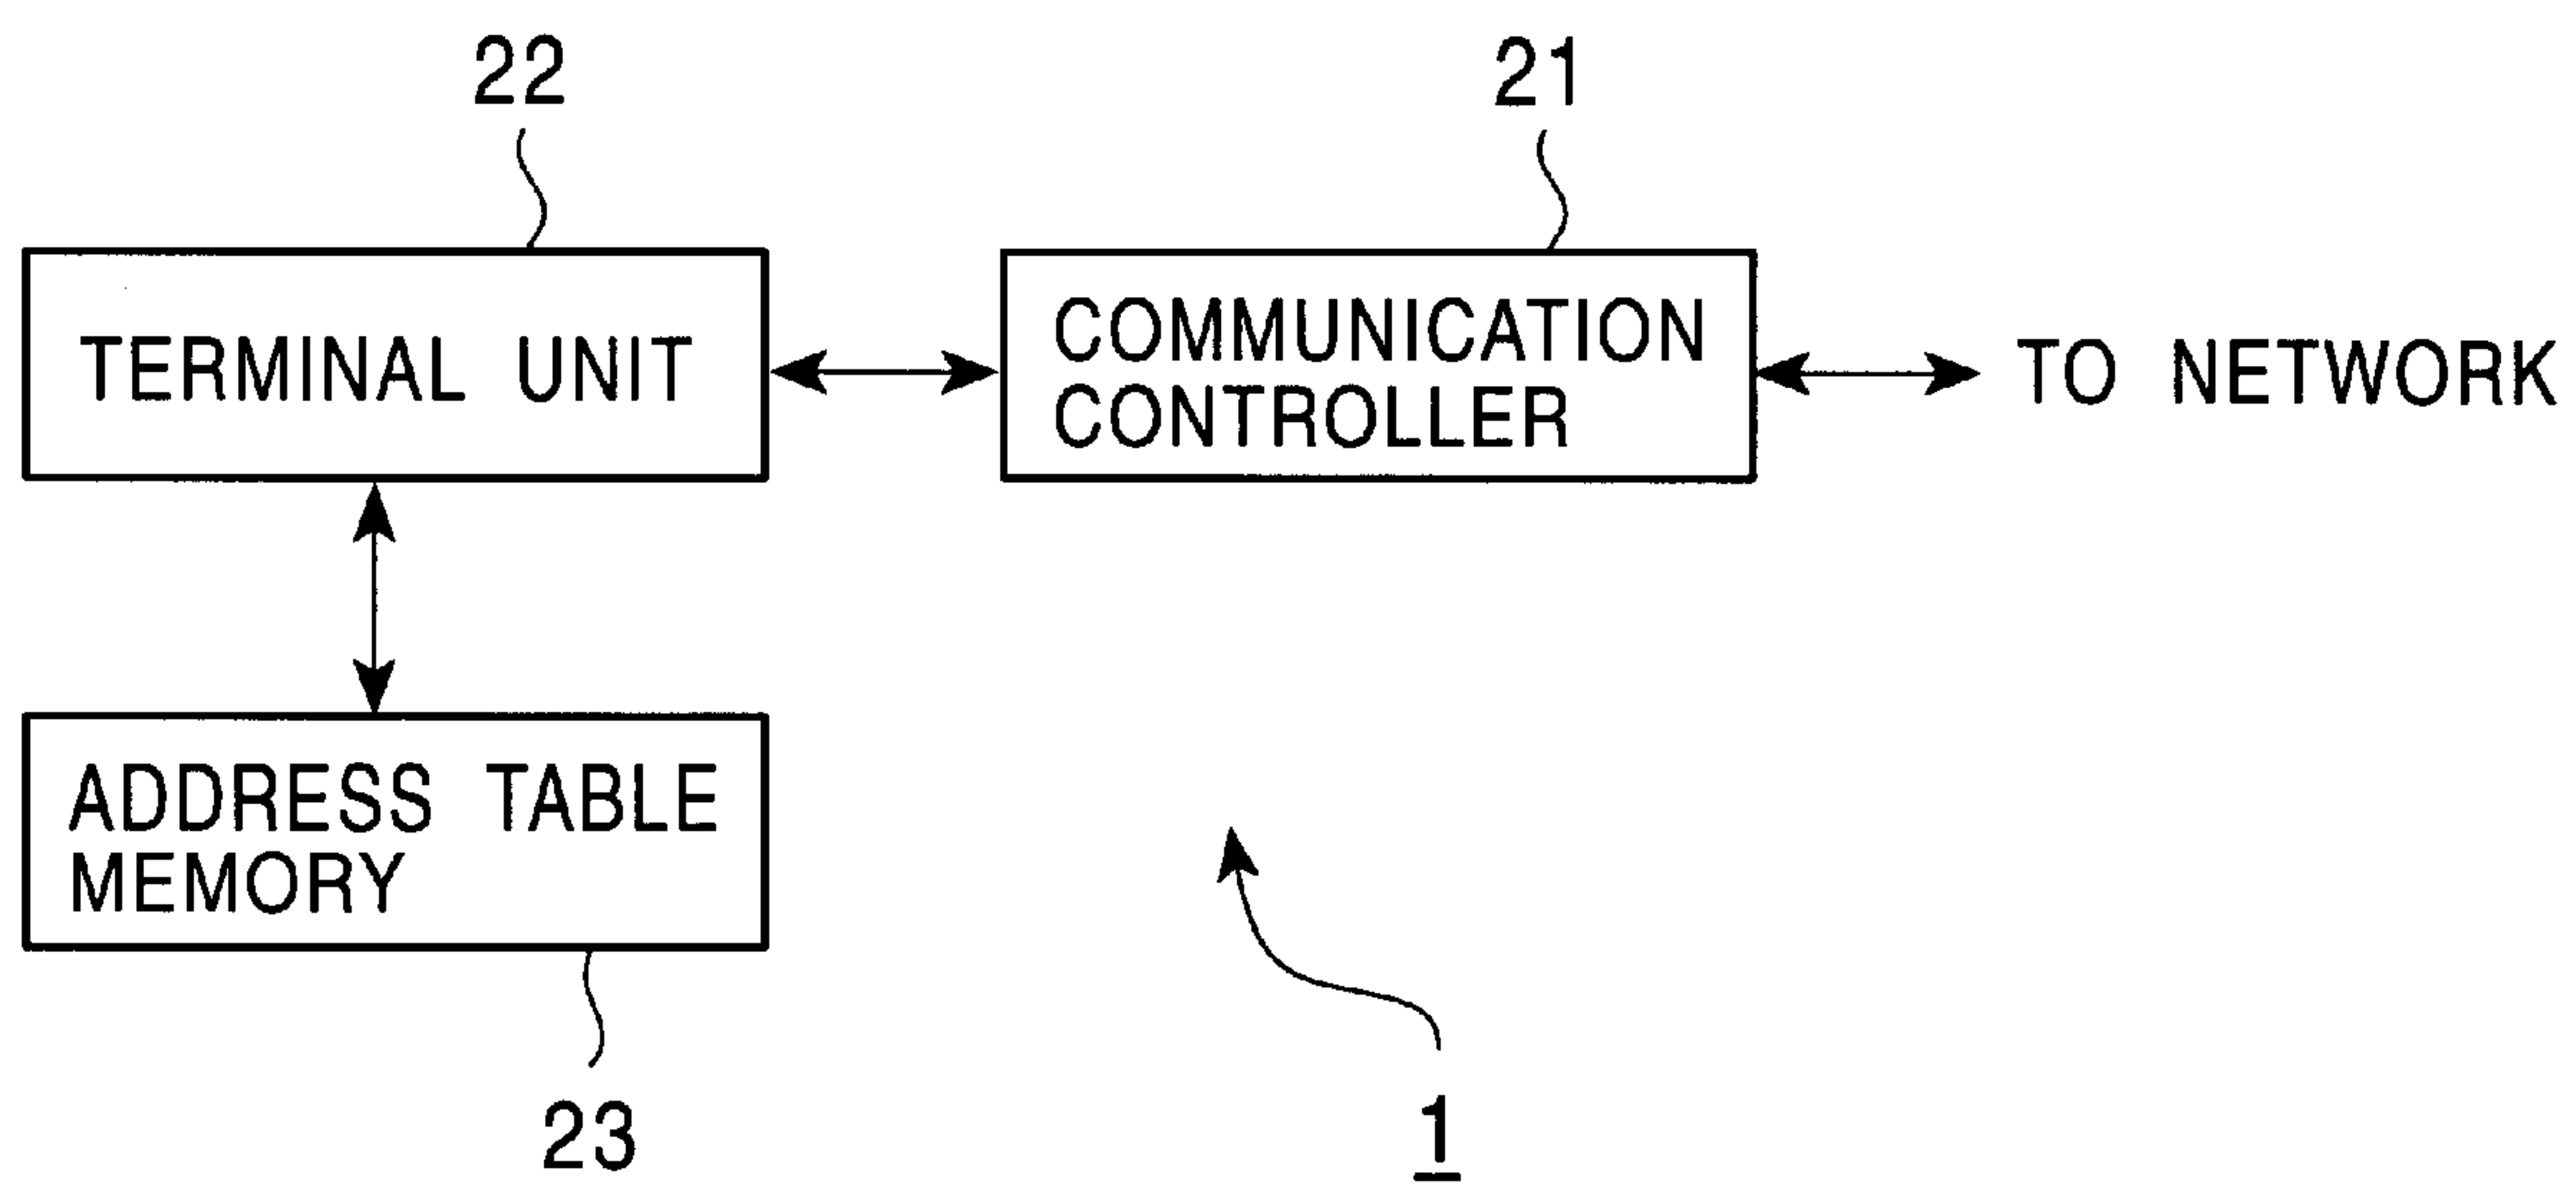 22
21
TERMINAL UNIT
COMMUNICATION
CONTROLLER
TO NETWORK
ADDRESS TABLE
MEMORY
23
1